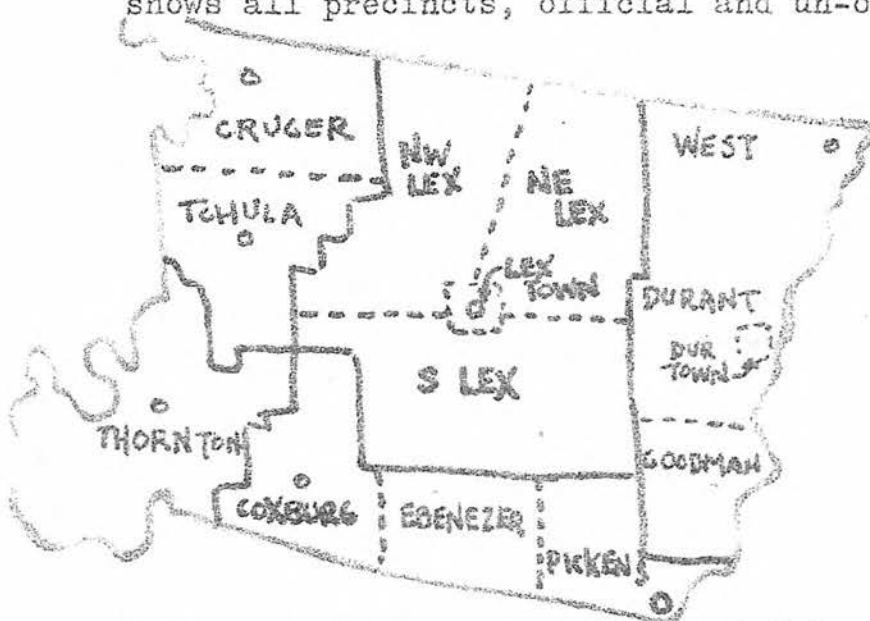 shows all precincts, official and un-o
CRUGER
TCHULA
NW
LEX
NE
LEX
WEST
LEX
TOWN
DURANT
DUR
TOWN
S LEX
THORNTON
GOODMAN
COXBURG
EBENEZER
PICKENS